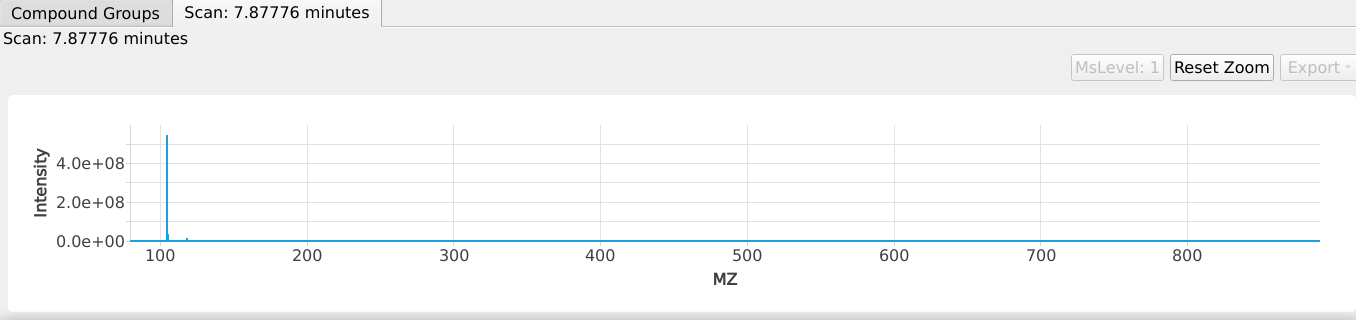 Compound Groups
Scan: 7.87776 minutes
Scan: 7.87776 minutes
MsLevel: 1
Reset Zoom
Export
Intensity
4.0e+08
2.0e+08
0.0e+00
100 200 300 400 500 600 700 800
MZ